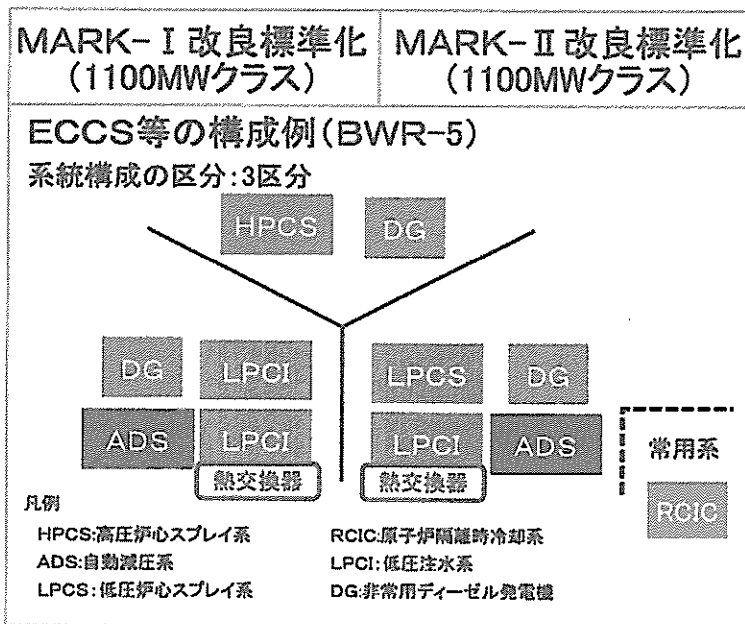 MARK-Ⅰ改良標準化
(1100MWクラス)
MARK-Ⅱ改良標準化
(1100MWクラス)
ECCS等の構成例(BWR-5)
系統構成の区分:3区分
HPCS
DG
DG
LPCI
LPCS
DG
ADS
LPCI
LPCI
ADS
熱交換器
熱交換器
常用系
RCIC
凡例
HPCS:高圧炉心スプレイ系
RCIC:原子炉隔離時冷却系
ADS:自動減圧系
LPCI:低圧注水系
LPCS:低圧炉心スプレイ系
DG:非常用ディーゼル発電機